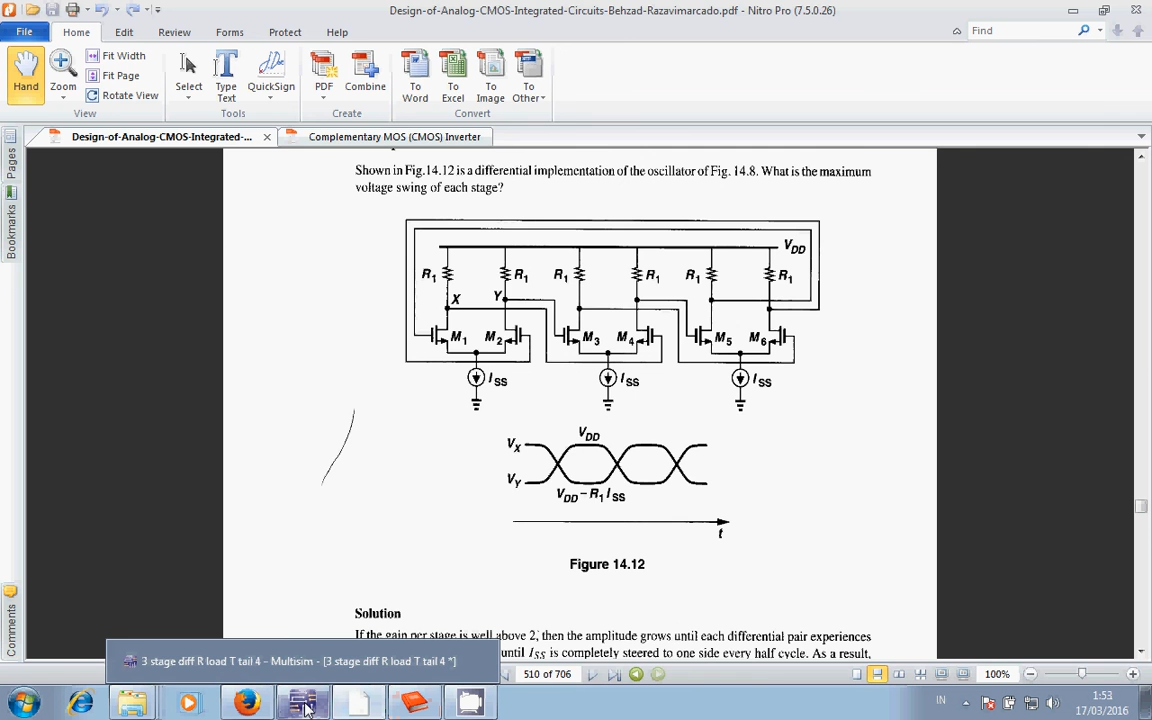 Design-of-Analog-CMOS-Integrated-Circuits-Behzad-Razavimarcado.pdf - Nitro Pro (7.5.0.26)
File Home Edit Review Forms Protect Help Find
Fit Width
Fit Page
Rotate View
Hand Zoom Select Type Text QuickSign PDF Combine To Word To Excel To Image To Other
View Tools Create Convert
Design-of-Analog-CMOS-Integrated-... Complementary MOS (CMOS) Inverter
Pages
Bookmarks
Comments
Shown in Fig.14.12 is a differential implementation of the oscillator of Fig. 14.8. What is the maximum
voltage swing of each stage?
VDD
R1 R1 R1 R1 R1 R1
X Y
M1 M2 M3 M4 M5 M6
ISS ISS ISS
VDD
VX
VY
VDD – R1 ISS
t
Figure 14.12
Solution
If the gain per stage is well above 2, then the amplitude grows until each differential pair experiences
until ISS is completely steered to one side every half cycle. As a result,
3 stage diff R load T tail 4 - Multisim - [3 stage diff R load T tail 4 *]
510 of 706
100%
IN
1:53
17/03/2016